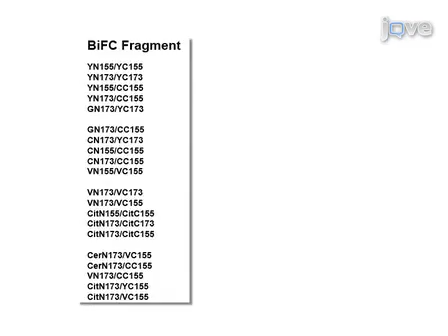 jove
BiFC Fragment
YN155/YC155
YN173/YC173
YN155/CC155
YN173/CC155
GN173/YC173
GN173/CC155
CN173/YC173
CN155/CC155
CN173/CC155
VN155/VC155
VN173/VC173
VN173/VC155
CitN155/CitC155
CitN173/CitC173
CitN173/CitC155
CerN173/VC155
CerN173/CC155
VN173/CC155
CitN173/YC155
CitN173/VC155